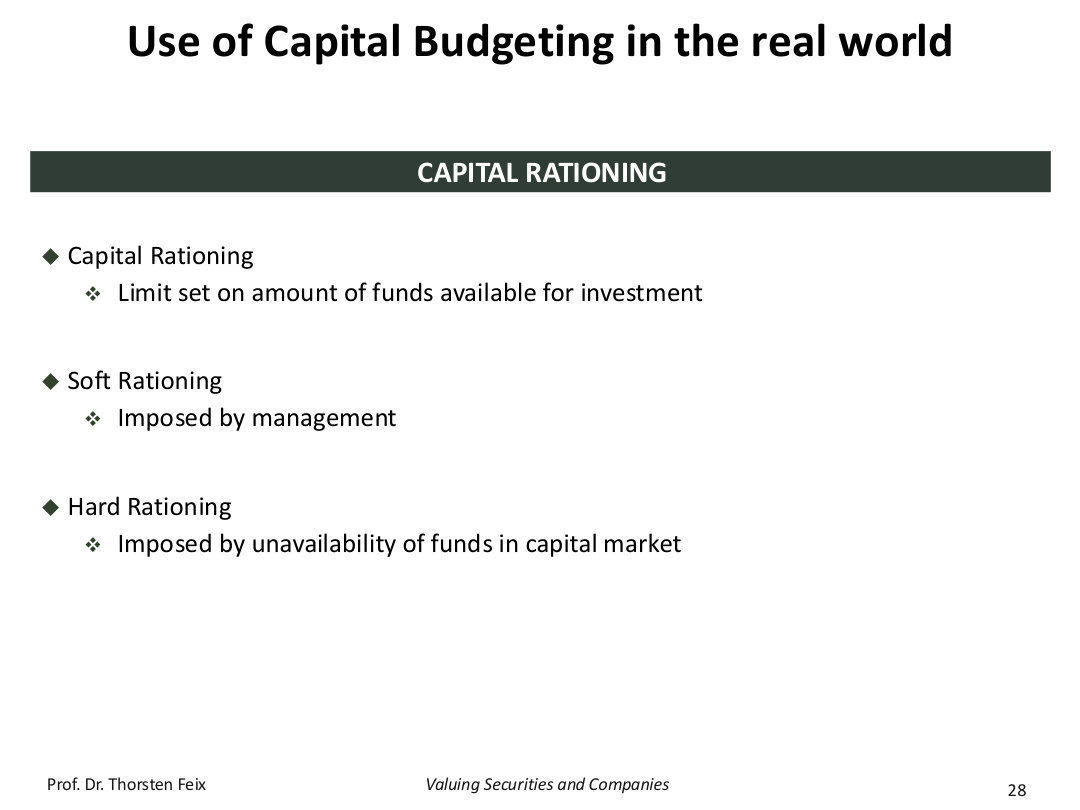 Use of Capital Budgeting in the real world
CAPITAL RATIONING
◆ Capital Rationing
❖ Limit set on amount of funds available for investment
◆ Soft Rationing
❖ Imposed by management
◆ Hard Rationing
❖ Imposed by unavailability of funds in capital market
Prof. Dr. Thorsten Feix
Valuing Securities and Companies
28